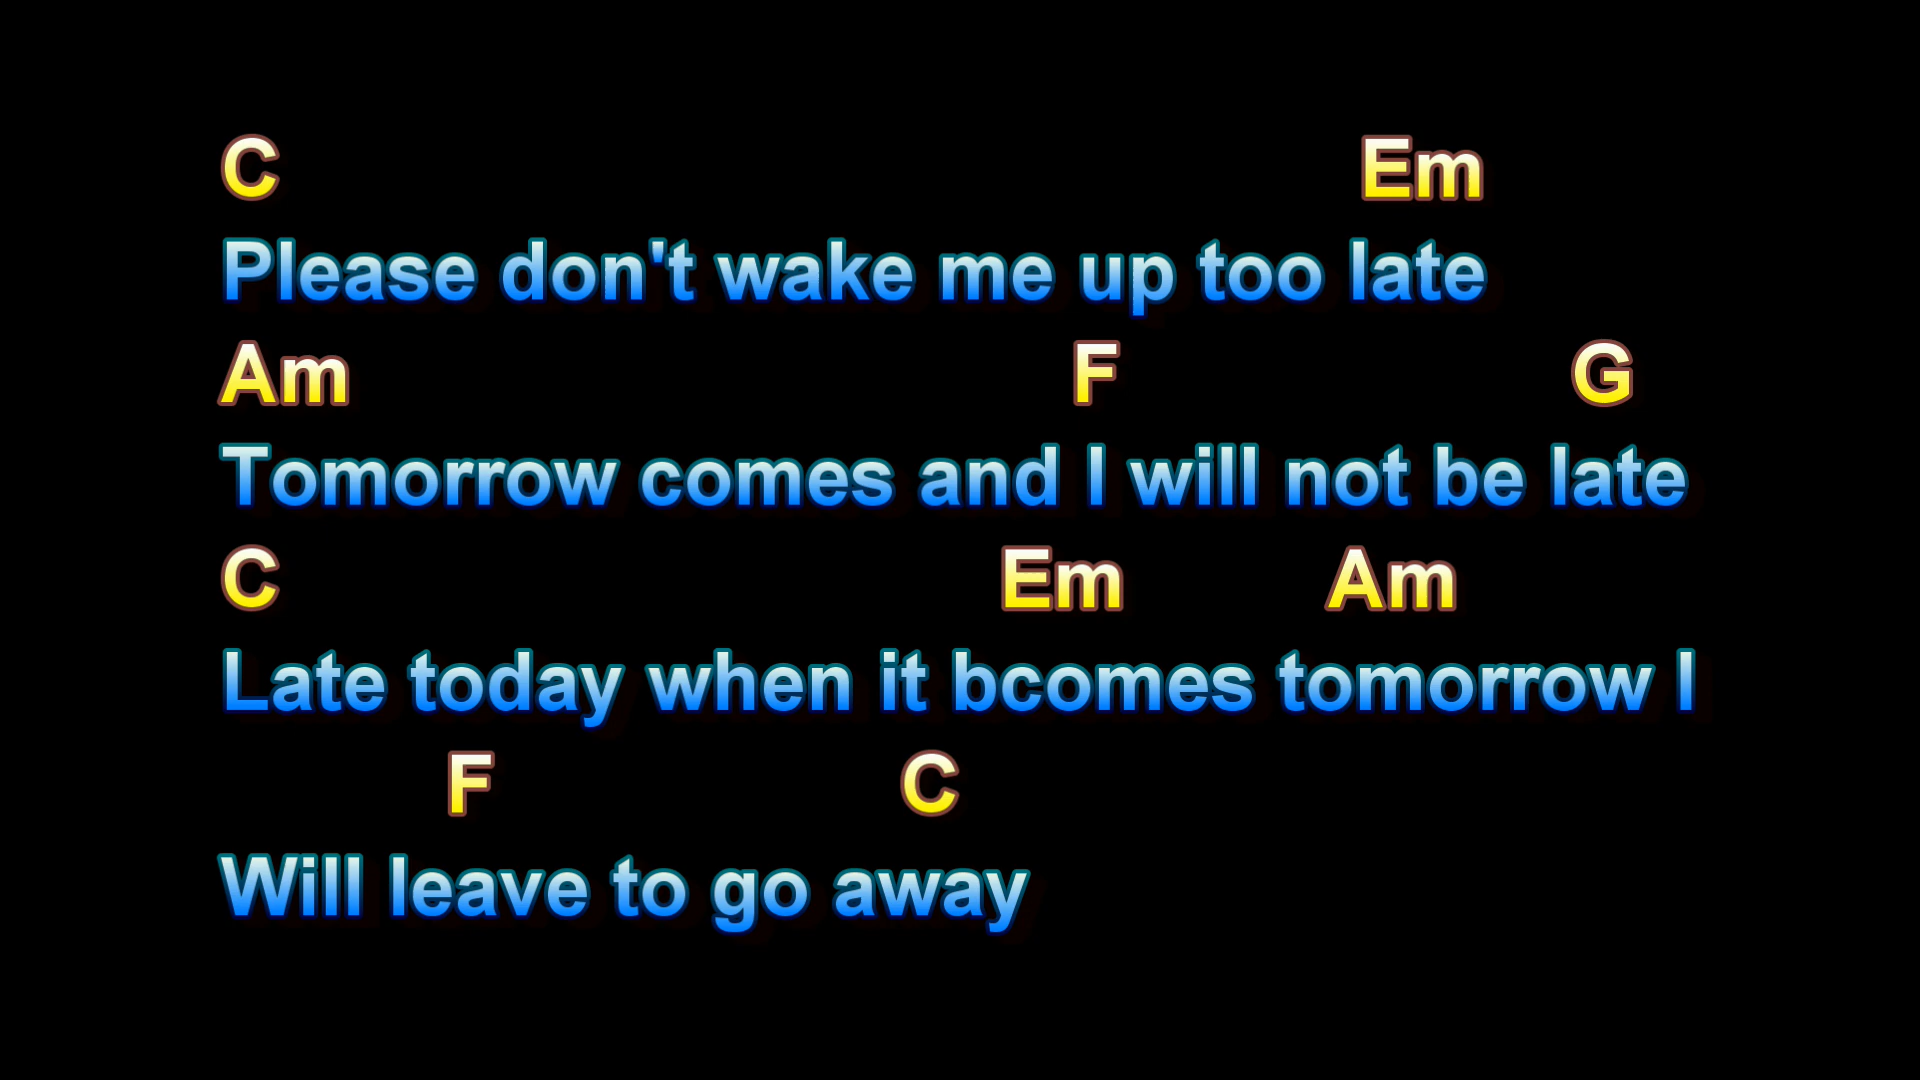 C Em
Please don't wake me up too late
Am F G
Tomorrow comes and I will not be late
C Em Am
Late today when it bcomes tomorrow I
F C
Will leave to go away